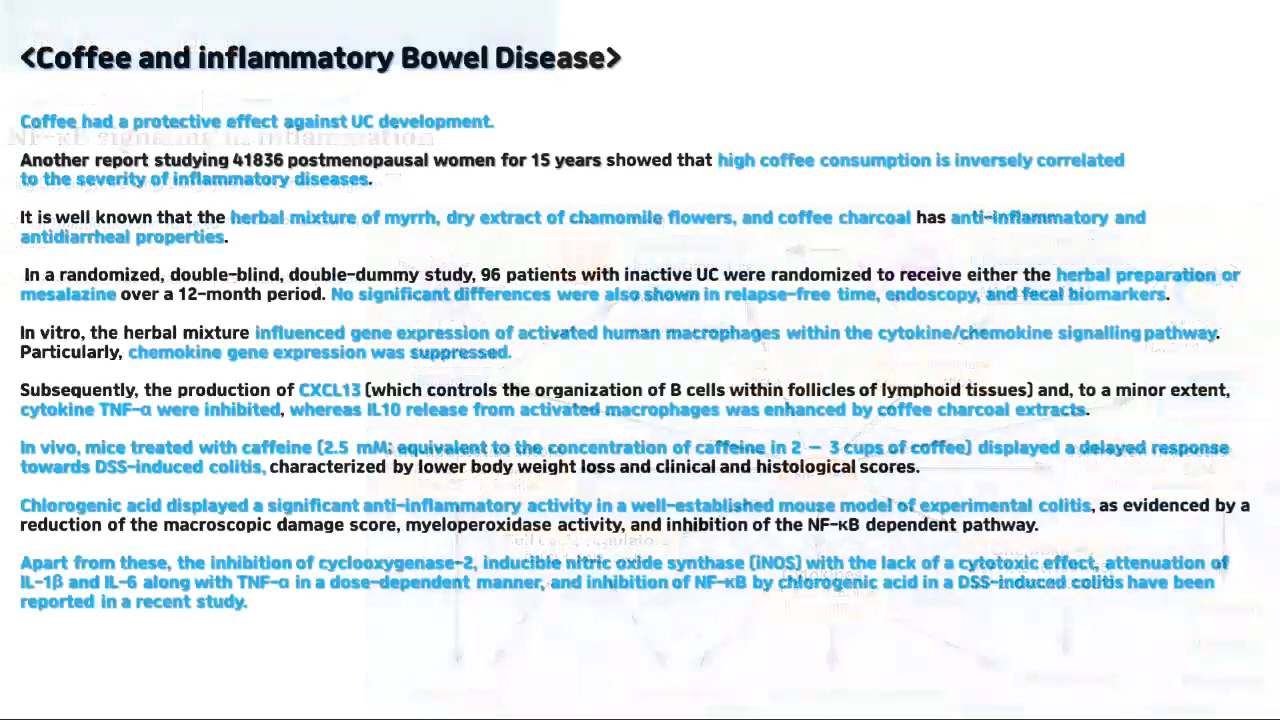 <Coffee and inflammatory Bowel Disease>
Coffee had a protective effect against UC development.
NF-κB signaling in inflammation
Another report studying 41836 postmenopausal women for 15 years showed that high coffee consumption is inversely correlated
to the severity of inflammatory diseases.
It is well known that the herbal mixture of myrrh, dry extract of chamomile flowers, and coffee charcoal has anti-inflammatory and
antidiarrheal properties.
In a randomized, double-blind, double-dummy study, 96 patients with inactive UC were randomized to receive either the herbal preparation or
mesalazine over a 12-month period. No significant differences were also shown in relapse-free time, endoscopy, and fecal biomarkers.
In vitro, the herbal mixture influenced gene expression of activated human macrophages within the cytokine/chemokine signalling pathway.
Particularly, chemokine gene expression was suppressed.
Subsequently, the production of CXCL13 (which controls the organization of B cells within follicles of lymphoid tissues) and, to a minor extent,
cytokine TNF-α were inhibited, whereas IL10 release from activated macrophages was enhanced by coffee charcoal extracts.
In vivo, mice treated with caffeine (2.5 mM; equivalent to the concentration of caffeine in 2 – 3 cups of coffee) displayed a delayed response
towards DSS-induced colitis, characterized by lower body weight loss and clinical and histological scores.
Chlorogenic acid displayed a significant anti-inflammatory activity in a well-established mouse model of experimental colitis, as evidenced by a
reduction of the macroscopic damage score, myeloperoxidase activity, and inhibition of the NF-κB dependent pathway.
Apart from these, the inhibition of cyclooxygenase-2, inducible nitric oxide synthase (iNOS) with the lack of a cytotoxic effect, attenuation of
IL-1β and IL-6 along with TNF-α in a dose-dependent manner, and inhibition of NF-κB by chlorogenic acid in a DSS-induced colitis have been
reported in a recent study.